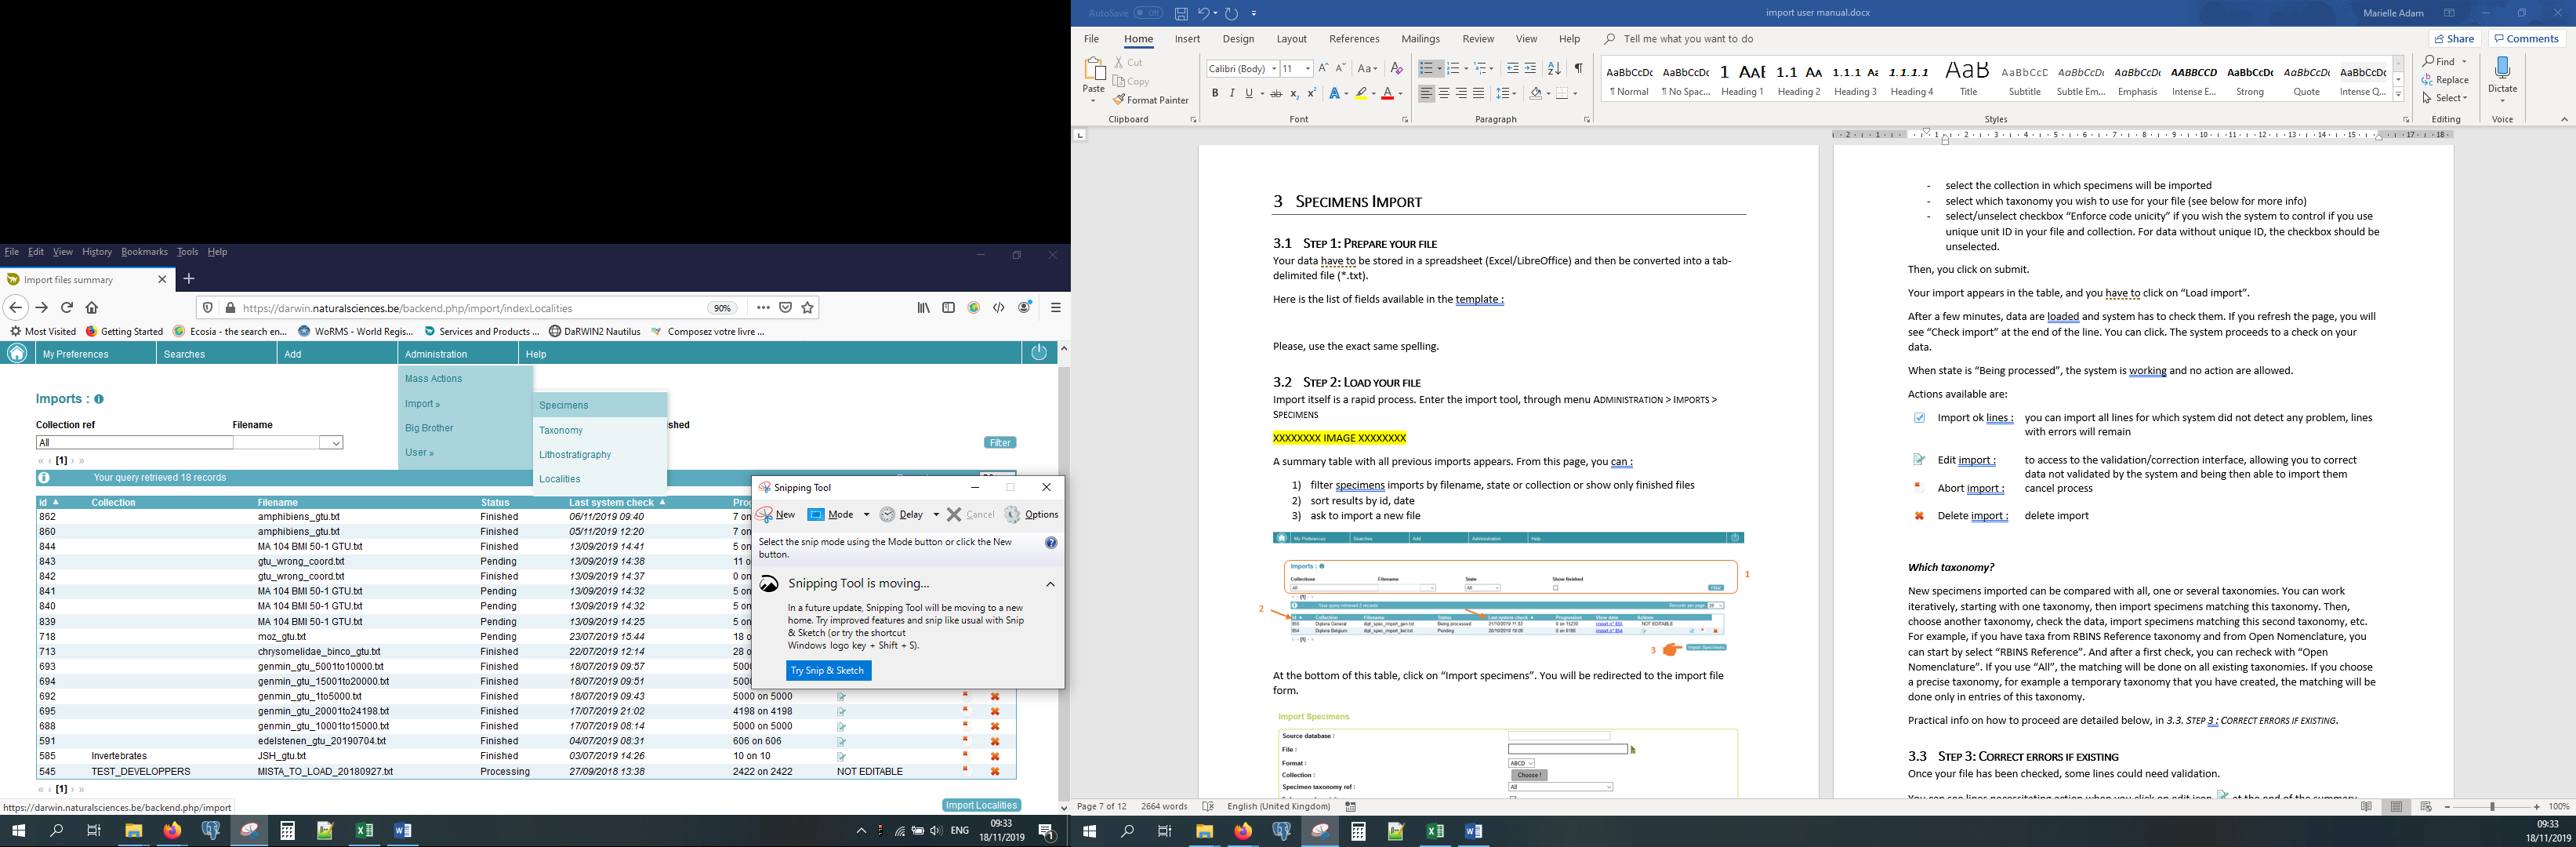 File Edit View History Bookmarks Tools Help
Import files summary
https://darwin.naturalsciences.be/backend.php/import/indexLocalities
90%
Most Visited Getting Started Ecosia - the search en... WoRMS - World Regis... Services and Products ... DaRWIN2 Nautilus Composez votre livre ...
My Preferences Searches Add Administration Help
Mass Actions
Import »
Big Brother
User »
Specimens
Taxonomy
Lithostratigraphy
Localities
Imports :
Collection ref Filename
All
Filter
« ‹ [1] › »
Your query retrieved 18 records
id Collection Filename Status Last system check
862 amphibiens_gtu.txt Finished 06/11/2019 09:40 7 on
860 amphibiens_gtu.txt Finished 05/11/2019 12:20 7 on
844 MA 104 BMI 50-1 GTU.txt Finished 13/09/2019 14:41 5 on
843 gtu_wrong_coord.txt Pending 13/09/2019 14:38 11 o
842 gtu_wrong_coord.txt Finished 13/09/2019 14:37 0 on
841 MA 104 BMI 50-1 GTU.txt Pending 13/09/2019 14:32 5 on
840 MA 104 BMI 50-1 GTU.txt Pending 13/09/2019 14:32 5 on
839 MA 104 BMI 50-1 GTU.txt Pending 13/09/2019 14:25 5 on
718 moz_gtu.txt Pending 23/07/2019 15:44 18 o
713 chrysomelidae_binco_gtu.txt Finished 22/07/2019 12:14 28 o
693 genmin_gtu_5001to10000.txt Finished 18/07/2019 09:57 5000
694 genmin_gtu_15001to20000.txt Finished 18/07/2019 09:51 5000
692 genmin_gtu_1to5000.txt Finished 18/07/2019 09:43 5000 on 5000
695 genmin_gtu_20001to24198.txt Finished 17/07/2019 21:02 4198 on 4198
688 genmin_gtu_10001to15000.txt Finished 17/07/2019 08:14 5000 on 5000
591 edelstenen_gtu_20190704.txt Finished 04/07/2019 08:31 606 on 606
585 Invertebrates JSH_gtu.txt Finished 03/07/2019 14:26 10 on 10
545 TEST_DEVELOPPERS MISTA_TO_LOAD_20180927.txt Processing 27/09/2018 13:38 2422 on 2422 NOT EDITABLE
« ‹ [1] › »
https://darwin.naturalsciences.be/backend.php/import
Import Localities
Snipping Tool
New Mode Delay Cancel Options
Select the snip mode using the Mode button or click the New
button.
Snipping Tool is moving...
In a future update, Snipping Tool will be moving to a new
home. Try improved features and snip like usual with Snip
& Sketch (or try the shortcut
Windows logo key + Shift + S).
Try Snip & Sketch
ENG
09:33
18/11/2019
AutoSave Off
import user manual.docx
Marielle Adam
File Home Insert Design Layout References Mailings Review View Help Tell me what you want to do
Share Comments
Paste
Cut
Copy
Format Painter
Clipboard
Calibri (Body) 11
Font
Paragraph
¶ Normal ¶ No Spac... Heading 1 Heading 2 Heading 3 Heading 4 Title Subtitle Subtle Em... Emphasis Intense E... Strong Quote Intense Q...
Styles
Find
Replace
Select
Editing
Dictate
Voice
3 SPECIMENS IMPORT
3.1 STEP 1: PREPARE YOUR FILE
Your data have to be stored in a spreadsheet (Excel/LibreOffice) and then be converted into a tab-
delimited file (*.txt).
Here is the list of fields available in the template :
Please, use the exact same spelling.
3.2 STEP 2: LOAD YOUR FILE
Import itself is a rapid process. Enter the import tool, through menu ADMINISTRATION > IMPORTS >
SPECIMENS
XXXXXXXX IMAGE XXXXXXXX
A summary table with all previous imports appears. From this page, you can :
1) filter specimens imports by filename, state or collection or show only finished files
2) sort results by id, date
3) ask to import a new file
Imports :
Collections Filename State Show finished
1
2
3
At the bottom of this table, click on “Import specimens”. You will be redirected to the import file
form.
Import Specimens
Source database :
File :
Format : ABCD
Collection : Choose !
Specimen taxonomy ref : All
- select the collection in which specimens will be imported
- select which taxonomy you wish to use for your file (see below for more info)
- select/unselect checkbox “Enforce code unicity” if you wish the system to control if you use
unique unit ID in your file and collection. For data without unique ID, the checkbox should be
unselected.
Then, you click on submit.
Your import appears in the table, and you have to click on “Load import”.
After a few minutes, data are loaded and system has to check them. If you refresh the page, you will
see “Check import” at the end of the line. You can click. The system proceeds to a check on your
data.
When state is “Being processed”, the system is working and no action are allowed.
Actions available are:
Import ok lines : you can import all lines for which system did not detect any problem, lines
with errors will remain
Edit import : to access to the validation/correction interface, allowing you to correct
data not validated by the system and being then able to import them
Abort import : cancel process
Delete import : delete import
Which taxonomy?
New specimens imported can be compared with all, one or several taxonomies. You can work
iteratively, starting with one taxonomy, then import specimens matching this taxonomy. Then,
choose another taxonomy, check the data, import specimens matching this second taxonomy, etc.
For example, if you have taxa from RBINS Reference taxonomy and from Open Nomenclature, you
can start by select “RBINS Reference”. And after a first check, you can recheck with “Open
Nomenclature”. If you use “All”, the matching will be done on all existing taxonomies. If you choose
a precise taxonomy, for example a temporary taxonomy that you have created, the matching will be
done only in entries of this taxonomy.
Practical info on how to proceed are detailed below, in 3.3. STEP 3 : CORRECT ERRORS IF EXISTING.
3.3 STEP 3: CORRECT ERRORS IF EXISTING
Once your file has been checked, some lines could need validation.
Page 7 of 12 2664 words English (United Kingdom)
100%
09:33
18/11/2019